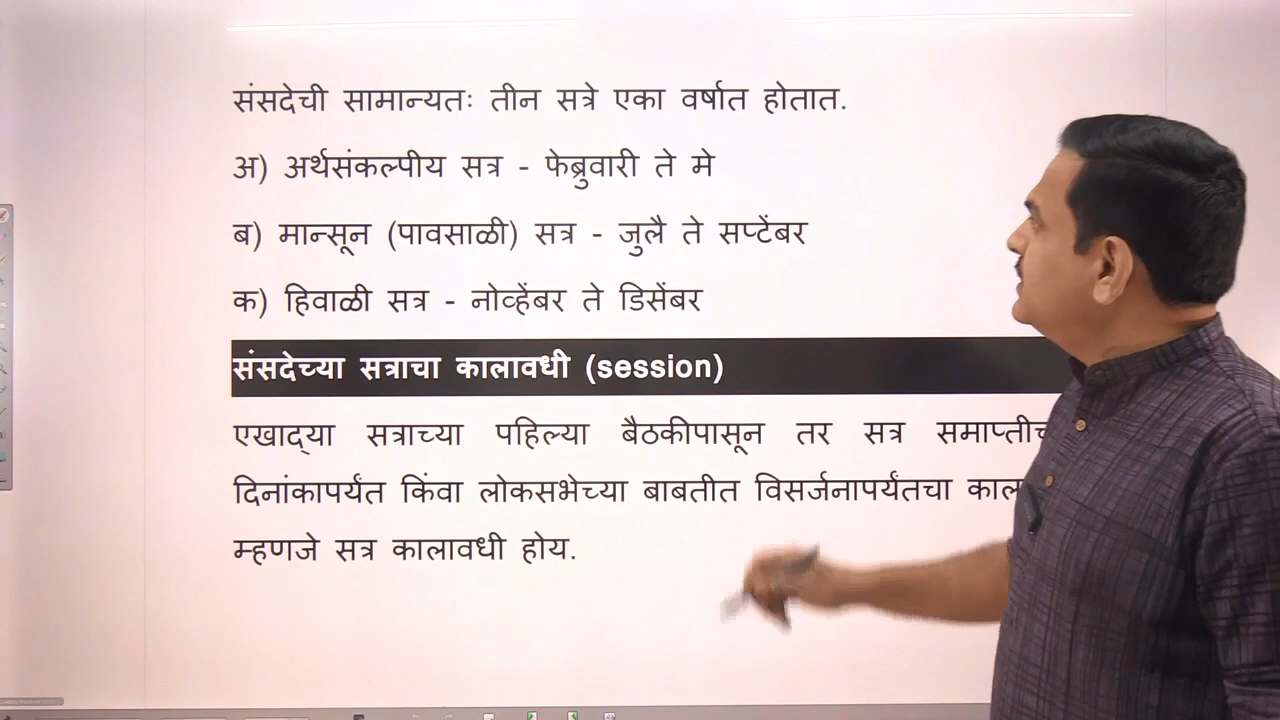 संसदेची सामान्यतः तीन सत्रे एका वर्षात होतात.
अ) अर्थसंकल्पीय सत्र - फेब्रुवारी ते मे
ब) मान्सून (पावसाळी) सत्र - जुलै ते सप्टेंबर
क) हिवाळी सत्र - नोव्हेंबर ते डिसेंबर
संसदेच्या सत्राचा कालावधी (session)
एखाद्‌या सत्राच्या पहिल्या बैठकीपासून तर सत्र
दिनांकापर्यंत किंवा लोकसभेच्या बाबतीत विसर्जनापर्यंतचा
म्हणजे सत्र कालावधी होय.